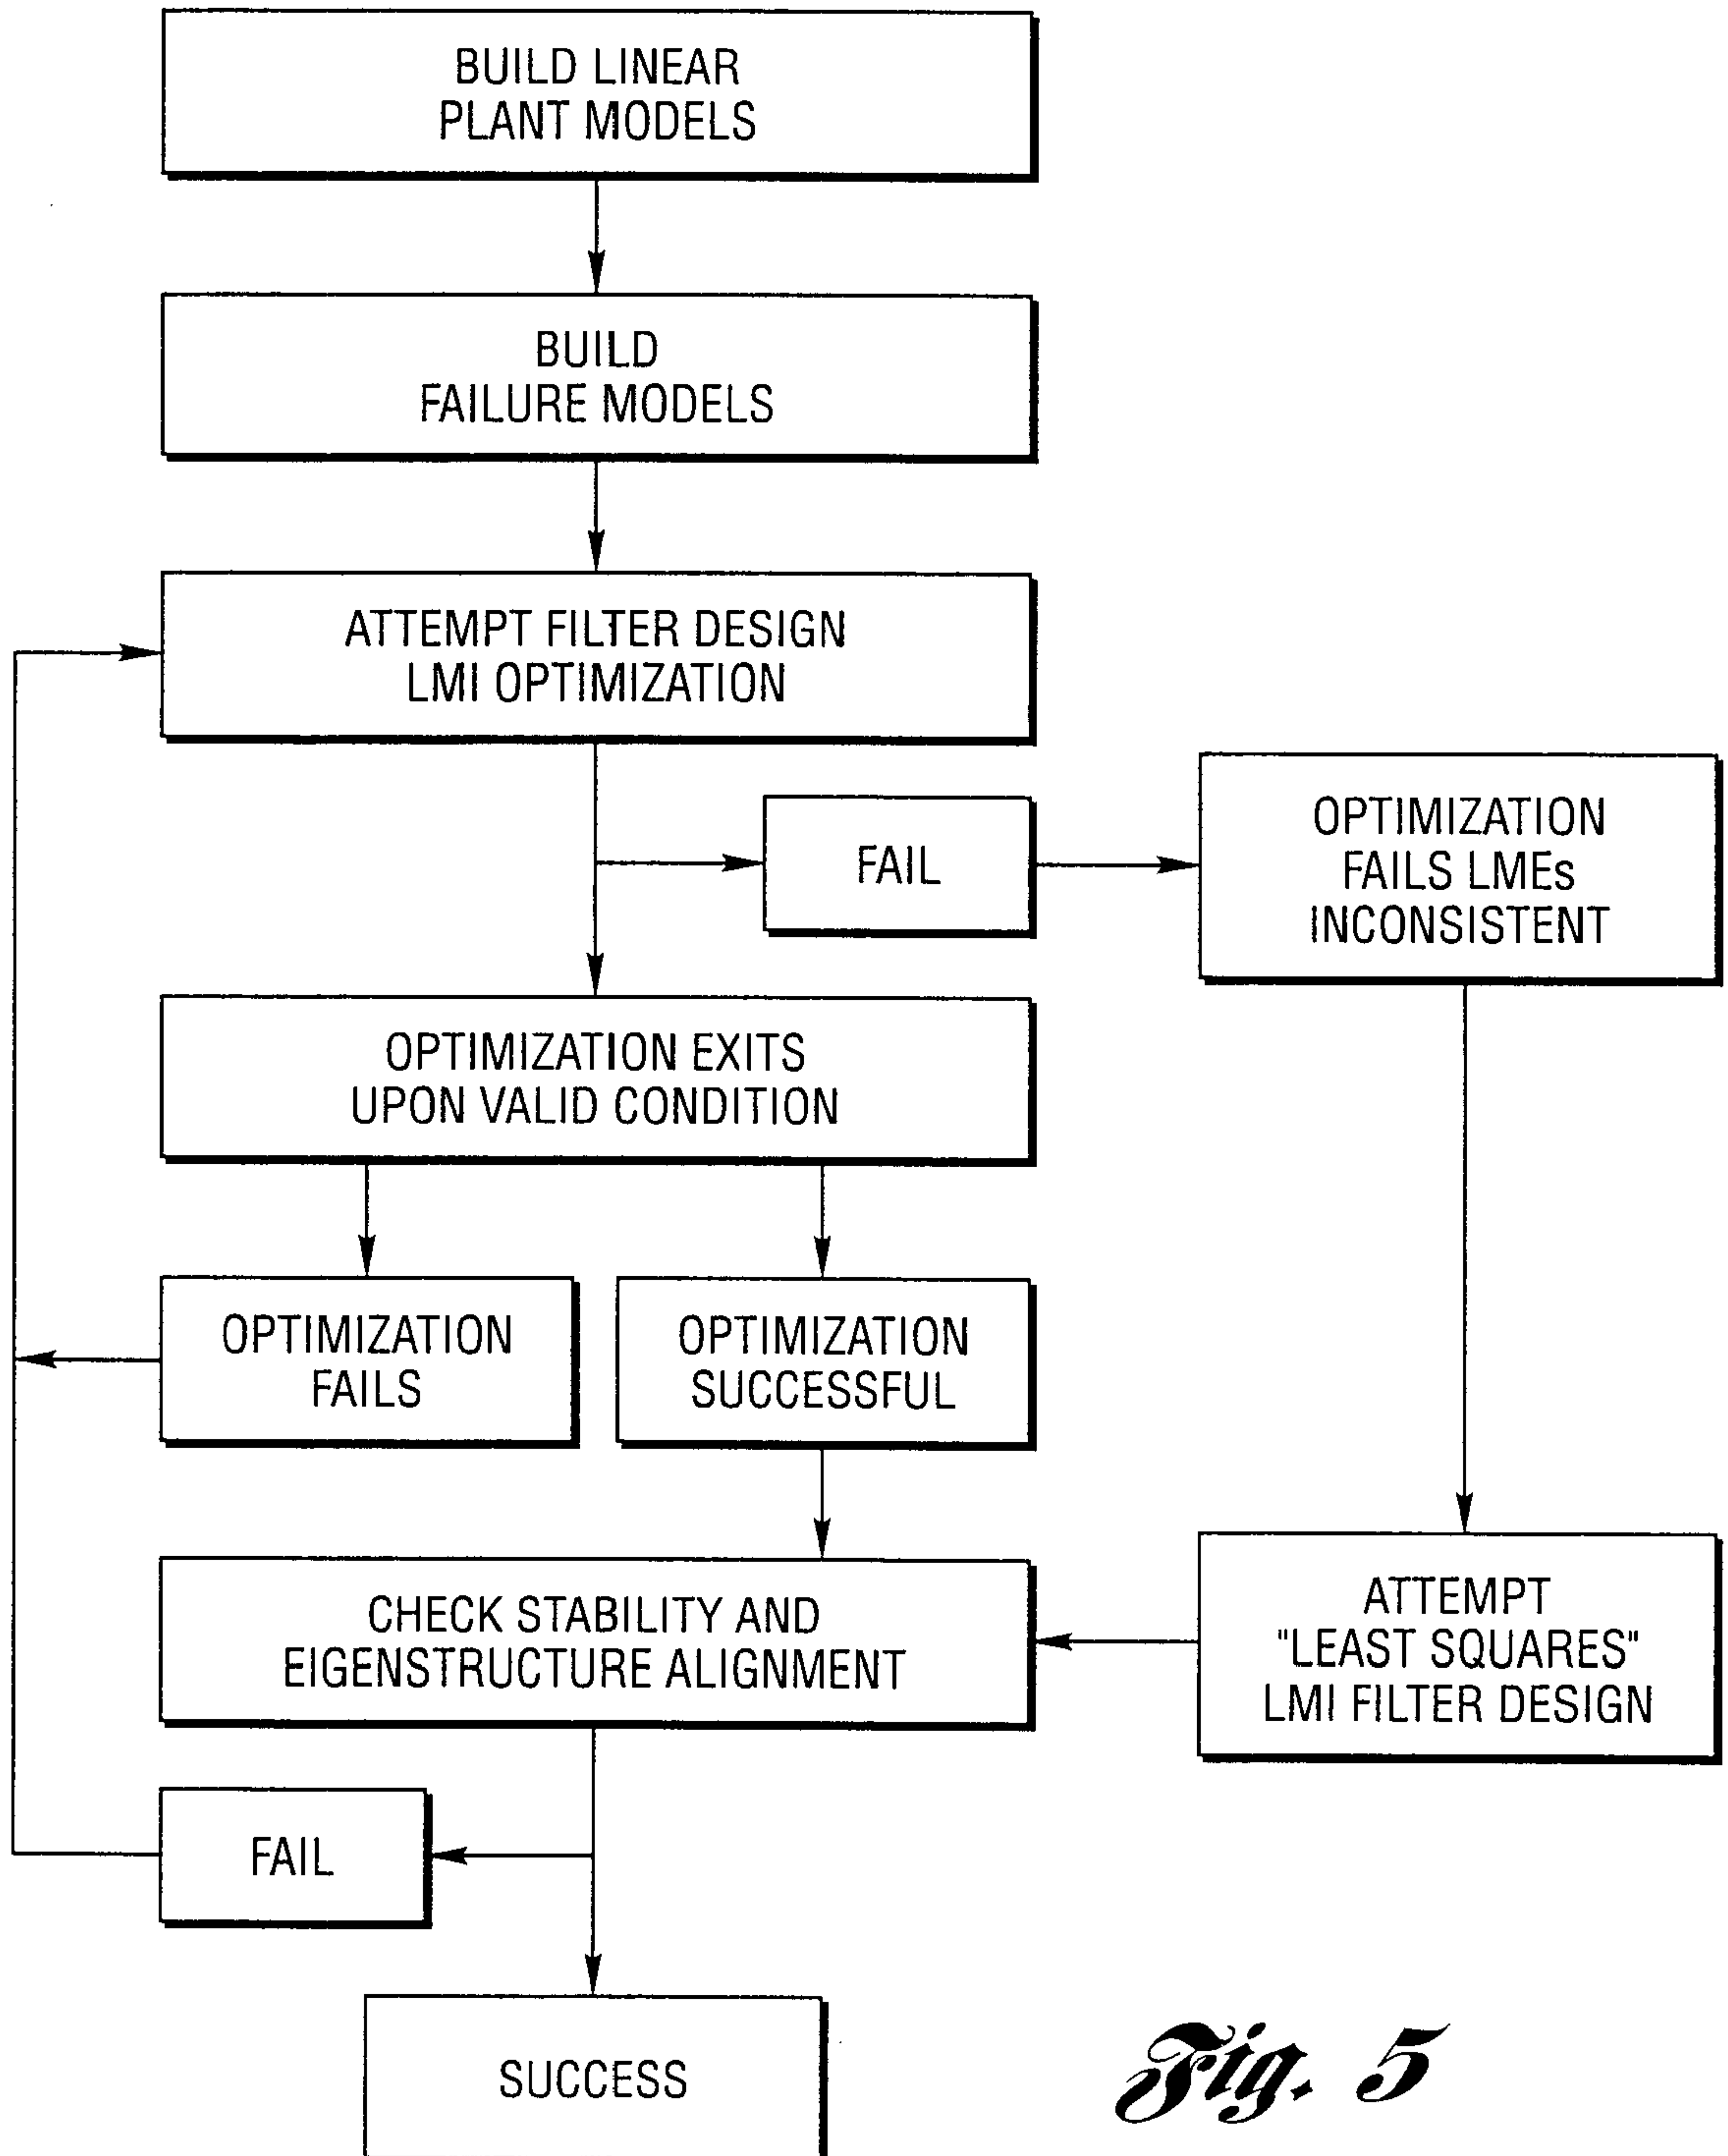 BUILD LINEAR
PLANT MODELS
BUILD
FAILURE MODELS
ATTEMPT FILTER DESIGN
LMI OPTIMIZATION
FAIL
OPTIMIZATION
FAILS LMEs
INCONSISTENT
OPTIMIZATION EXITS
UPON VALID CONDITION
OPTIMIZATION
FAILS
OPTIMIZATION
SUCCESSFUL
CHECK STABILITY AND
EIGENSTRUCTURE ALIGNMENT
ATTEMPT
"LEAST SQUARES"
LMI FILTER DESIGN
FAIL
SUCCESS
Fig. 5